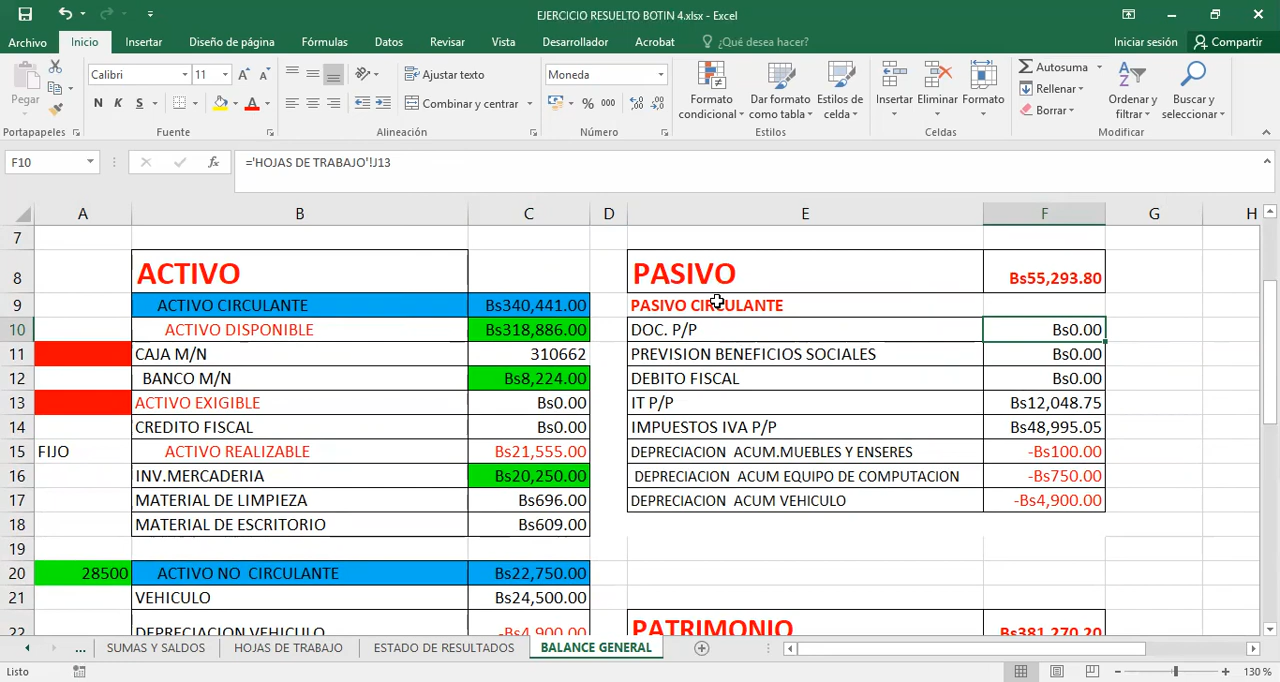 EJERCICIO RESUELTO BOTIN 4.xlsx - Excel
Archivo Inicio Insertar Diseño de página Fórmulas Datos Revisar Vista Desarrollador Acrobat ¿Qué desea hacer? Iniciar sesión Compartir
Pegar Calibri 11 Ajustar texto Moneda Formato condicional Dar formato como tabla Estilos de celda Insertar Eliminar Formato Autosuma Rellenar Borrar Ordenar y filtrar Buscar y seleccionar
N K S A Combinar y centrar % 000
Portapapeles Fuente Alineación Número Estilos Celdas Modificar
F10 fx ='HOJAS DE TRABAJO'!J13
A B C D E F G H
7
8 ACTIVO PASIVO Bs55,293.80
9 ACTIVO CIRCULANTE Bs340,441.00 PASIVO CIRCULANTE
10 ACTIVO DISPONIBLE Bs318,886.00 DOC. P/P Bs0.00
11 CAJA M/N 310662 PREVISION BENEFICIOS SOCIALES Bs0.00
12 BANCO M/N Bs8,224.00 DEBITO FISCAL Bs0.00
13 ACTIVO EXIGIBLE Bs0.00 IT P/P Bs12,048.75
14 CREDITO FISCAL Bs0.00 IMPUESTOS IVA P/P Bs48,995.05
15 FIJO ACTIVO REALIZABLE Bs21,555.00 DEPRECIACION ACUM.MUEBLES Y ENSERES -Bs100.00
16 INV.MERCADERIA Bs20,250.00 DEPRECIACION ACUM EQUIPO DE COMPUTACION -Bs750.00
17 MATERIAL DE LIMPIEZA Bs696.00 DEPRECIACION ACUM VEHICULO -Bs4,900.00
18 MATERIAL DE ESCRITORIO Bs609.00
19
20 28500 ACTIVO NO CIRCULANTE Bs22,750.00
21 VEHICULO Bs24,500.00
22 DEPRECIACION VEHICULO -Bs4,900.00 PATRIMONIO Bs381,270.20
... SUMAS Y SALDOS HOJAS DE TRABAJO ESTADO DE RESULTADOS BALANCE GENERAL
Listo 130 %